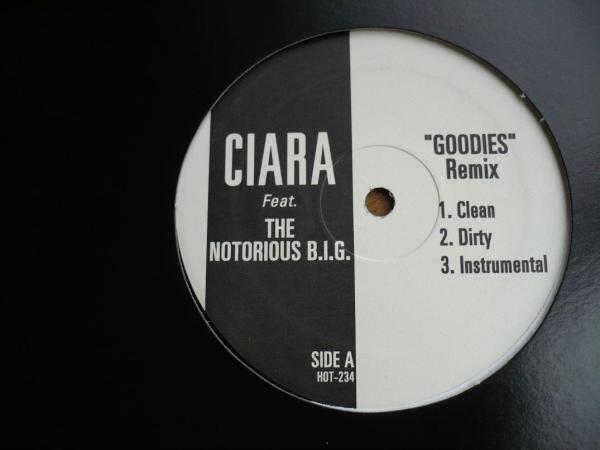 CIARA
Feat.
THE
NOTORIOUS B.I.G.
SIDE A
HOT-234
"GOODIES"
Remix
1. Clean
2. Dirty
3. Instrumental